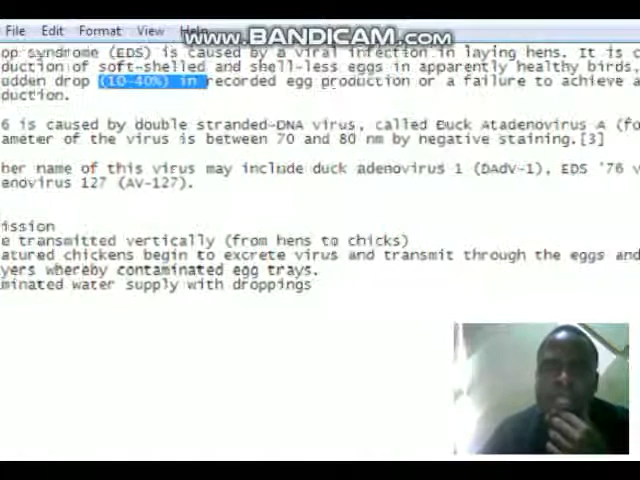 File Edit Format View Help
www.BANDICAM.com
op syndrome (EDS) is caused by a viral infection in laying hens. It is c
duction of soft-shelled and shell-less eggs in apparently healthy birds,
udden drop (10-40%) in recorded egg production or a failure to achieve a
duction.
6 is caused by double stranded-DNA virus, called Duck Atadenovirus A (fo
ameter of the virus is between 70 and 80 nm by negative staining.[3]
her name of this virus may include duck adenovirus 1 (DAdV-1), EDS '76 v
enovirus 127 (AV-127).
ission
e transmitted vertically (from hens to chicks)
atured chickens begin to excrete virus and transmit through the eggs and
yers whereby contaminated egg trays.
minated water supply with droppings